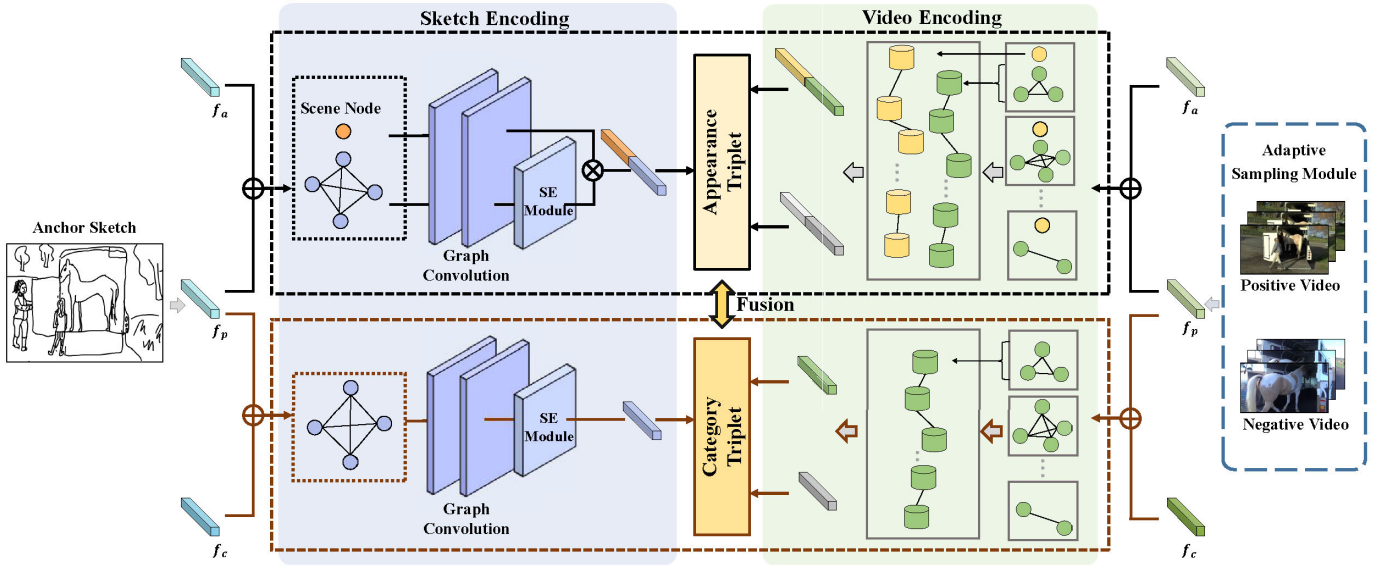 Sketch Encoding
Video Encoding
f_a
Scene Node
SE
Module
Graph
Convolution
Appearance
Triplet
f_a
Adaptive
Sampling Module
Positive Video
Negative Video
Anchor Sketch
f_p
Fusion
f_p
SE
Module
Graph
Convolution
Category
Triplet
f_c
f_c